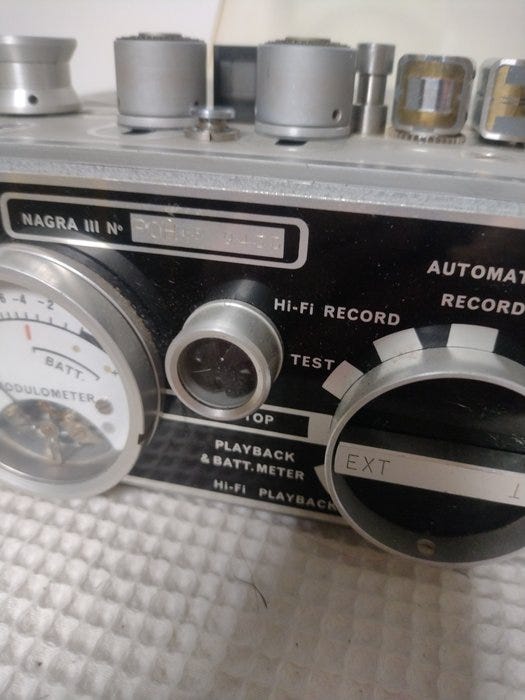 NAGRA III Nº
AUTOMAT
RECORD
Hi-Fi RECORD
TEST
-4 -2
BATT.
+
MODULOMETER
PLAYBACK
& BATT. METER
Hi-Fi PLAYBACK
EXT